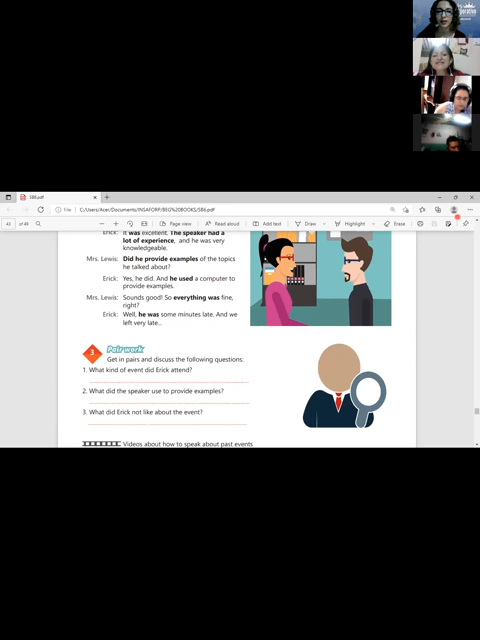 SB6.pdf
File
C:/Users/Acer/Documents/INSAFORP/BEG%20BOOKS/SB6.pdf
43 of 49
Page view
Read aloud
Add text
Draw
Highlight
Erase
Erick: It was excellent. The speaker had a
lot of experience, and he was very
knowledgeable.
Mrs. Lewis: Did he provide examples of the topics
he talked about?
Erick: Yes, he did. And he used a computer to
provide examples.
Mrs. Lewis: Sounds good! So everything was fine,
right?
Erick: Well, he was some minutes late. And we
left very late...
3 Pair work
Get in pairs and discuss the following questions:
1. What kind of event did Erick attend?
2. What did the speaker use to provide examples?
3. What did Erick not like about the event?
Videos about how to speak about past events